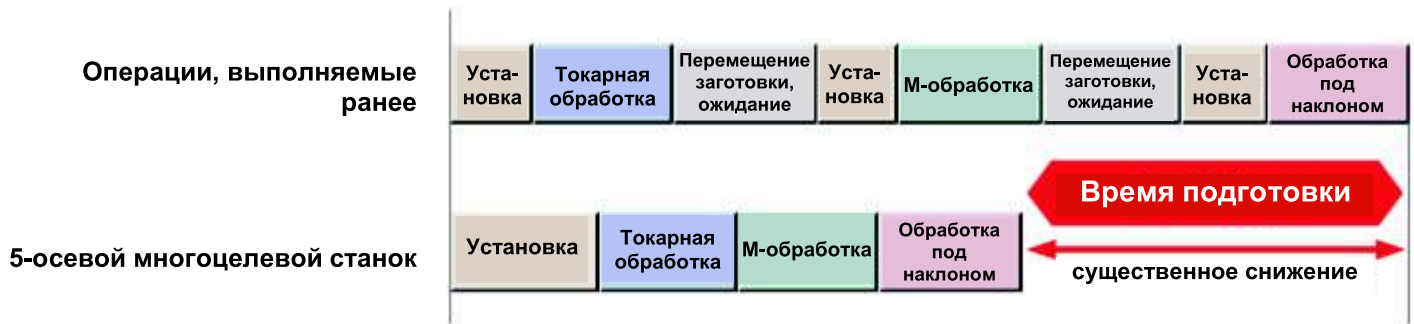 Операции, выполняемые
ранее
Уста-
новка
Токарная
обработка
Перемещение
заготовки,
ожидание
Уста-
новка
М-обработка
Перемещение
заготовки,
ожидание
Уста-
новка
Обработка
под
наклоном
5-осевой многоцелевой станок
Установка
Токарная
обработка
М-обработка
Обработка
под
наклоном
Время подготовки
существенное снижение